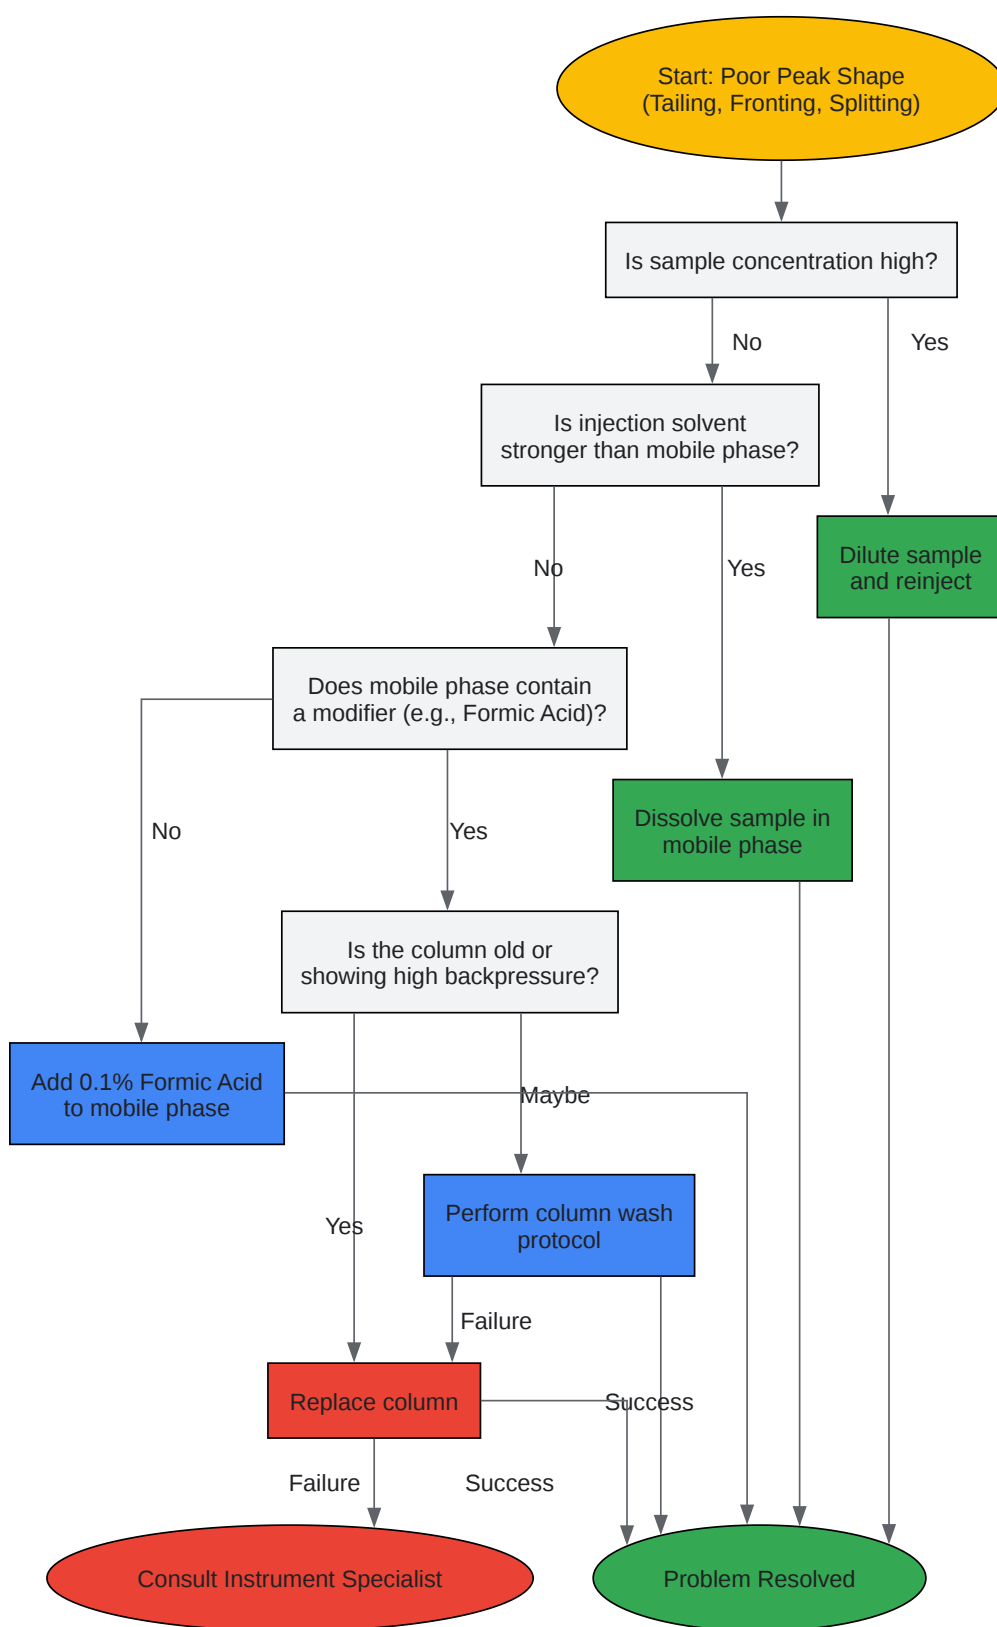 Start: Poor Peak Shape
(Tailing, Fronting, Splitting)
Is sample concentration high?
No
Yes
Is injection solvent
stronger than mobile phase?
Dilute sample
and reinject
No
Yes
Does mobile phase contain
a modifier (e.g., Formic Acid)?
Dissolve sample in
mobile phase
No
Yes
Is the column old or
showing high backpressure?
Add 0.1% Formic Acid
to mobile phase
Maybe
Yes
Perform column wash
protocol
Failure
Replace column
Success
Failure
Success
Consult Instrument Specialist
Problem Resolved